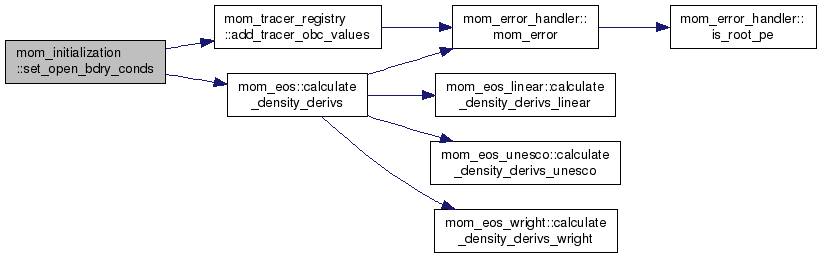 mom_initialization
::set_open_bdry_conds
mom_tracer_registry
::add_tracer_obc_values
mom_eos::calculate
_density_derivs
mom_error_handler::
mom_error
mom_error_handler::
is_root_pe
mom_eos_linear::calculate
_density_derivs_linear
mom_eos_unesco::calculate
_density_derivs_unesco
mom_eos_wright::calculate
_density_derivs_wright